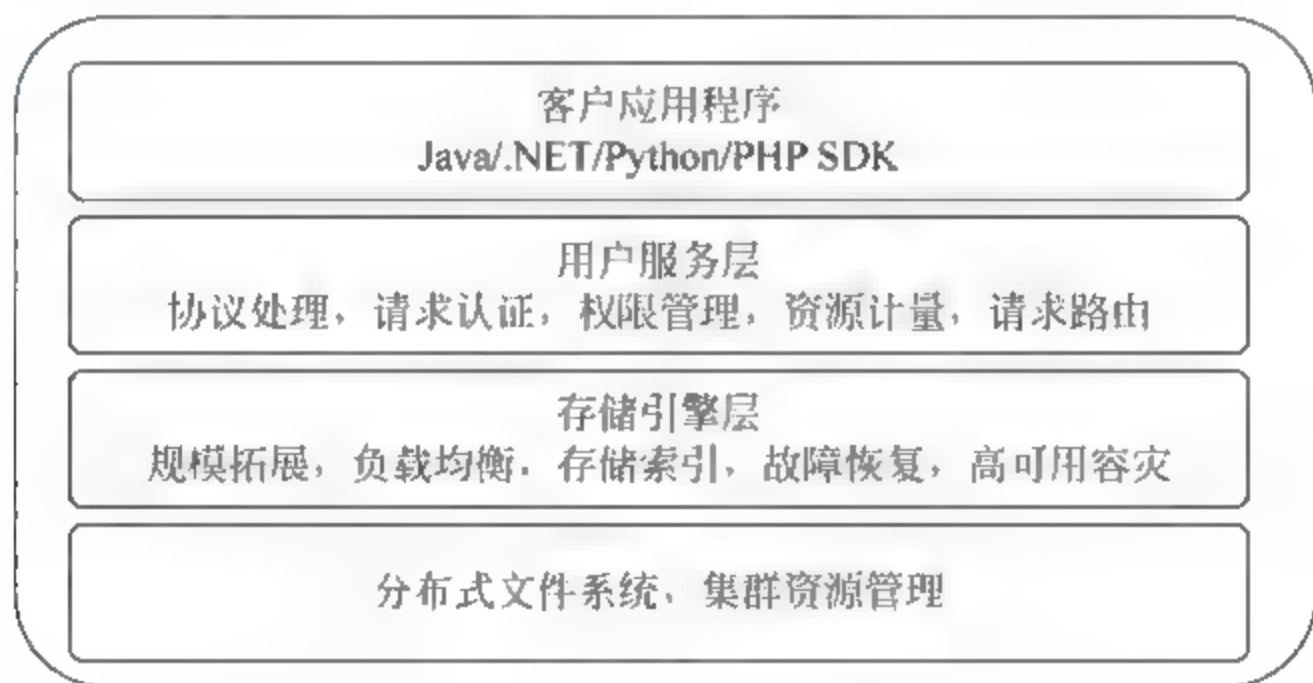 客户应用程序
Java/.NET/Python/PHP SDK
用户服务层
协议处理，请求认证，权限管理，资源计量，请求路由
存储引擎层
规模拓展，负载均衡，存储索引，故障恢复，高可用容灾
分布式文件系统，集群资源管理